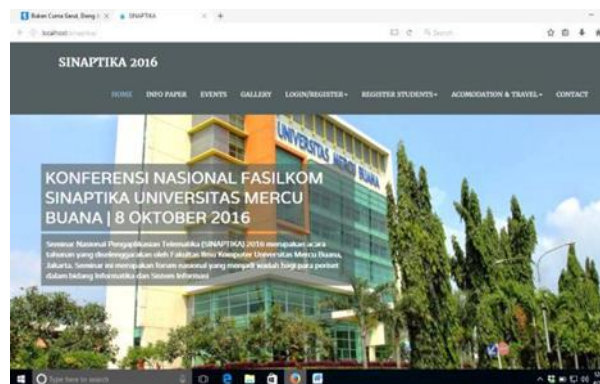 SINAPTIKA
localhost/sinaptika/
Search
SINAPTIKA 2016
HOME INFO PAPER EVENTS GALLERY LOGIN/REGISTER REGISTER STUDENTS ACOMODATION & TRAVEL CONTACT
UNIVERSITAS MERCU BUANA
KONFERENSI NASIONAL FASILKOM
SINAPTIKA UNIVERSITAS MERCU
BUANA | 8 OKTOBER 2016
Seminar Nasional Pengaplikasian Telematika (SINAPTIKA) 2016 merupakan acara
tahunan yang diselenggarakan oleh Fakultas Ilmu Komputer Universitas Mercu Buana,
Jakarta. Seminar ini merupakan forum nasional yang menjadi wadah bagi para periset
dalam bidang Informatika dan Sistem Informasi
Type here to search